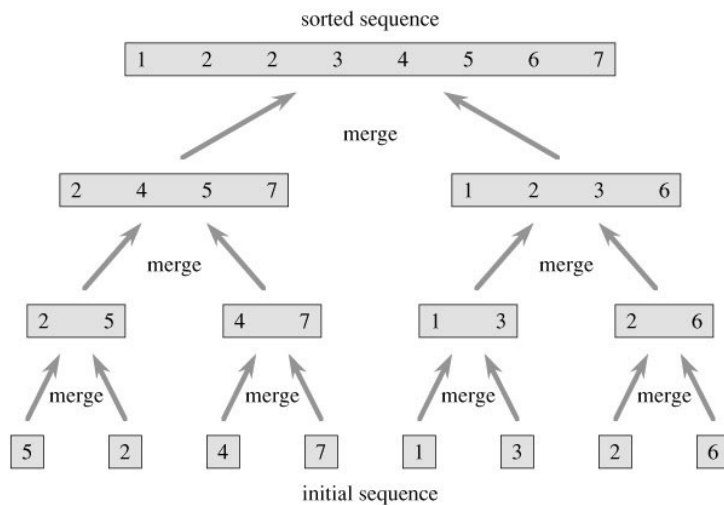 sorted sequence
1 2 2 3 4 5 6 7
merge
2 4 5 7 1 2 3 6
merge merge
2 5 4 7 1 3 2 6
merge merge merge merge
5 2 4 7 1 3 2 6
initial sequence